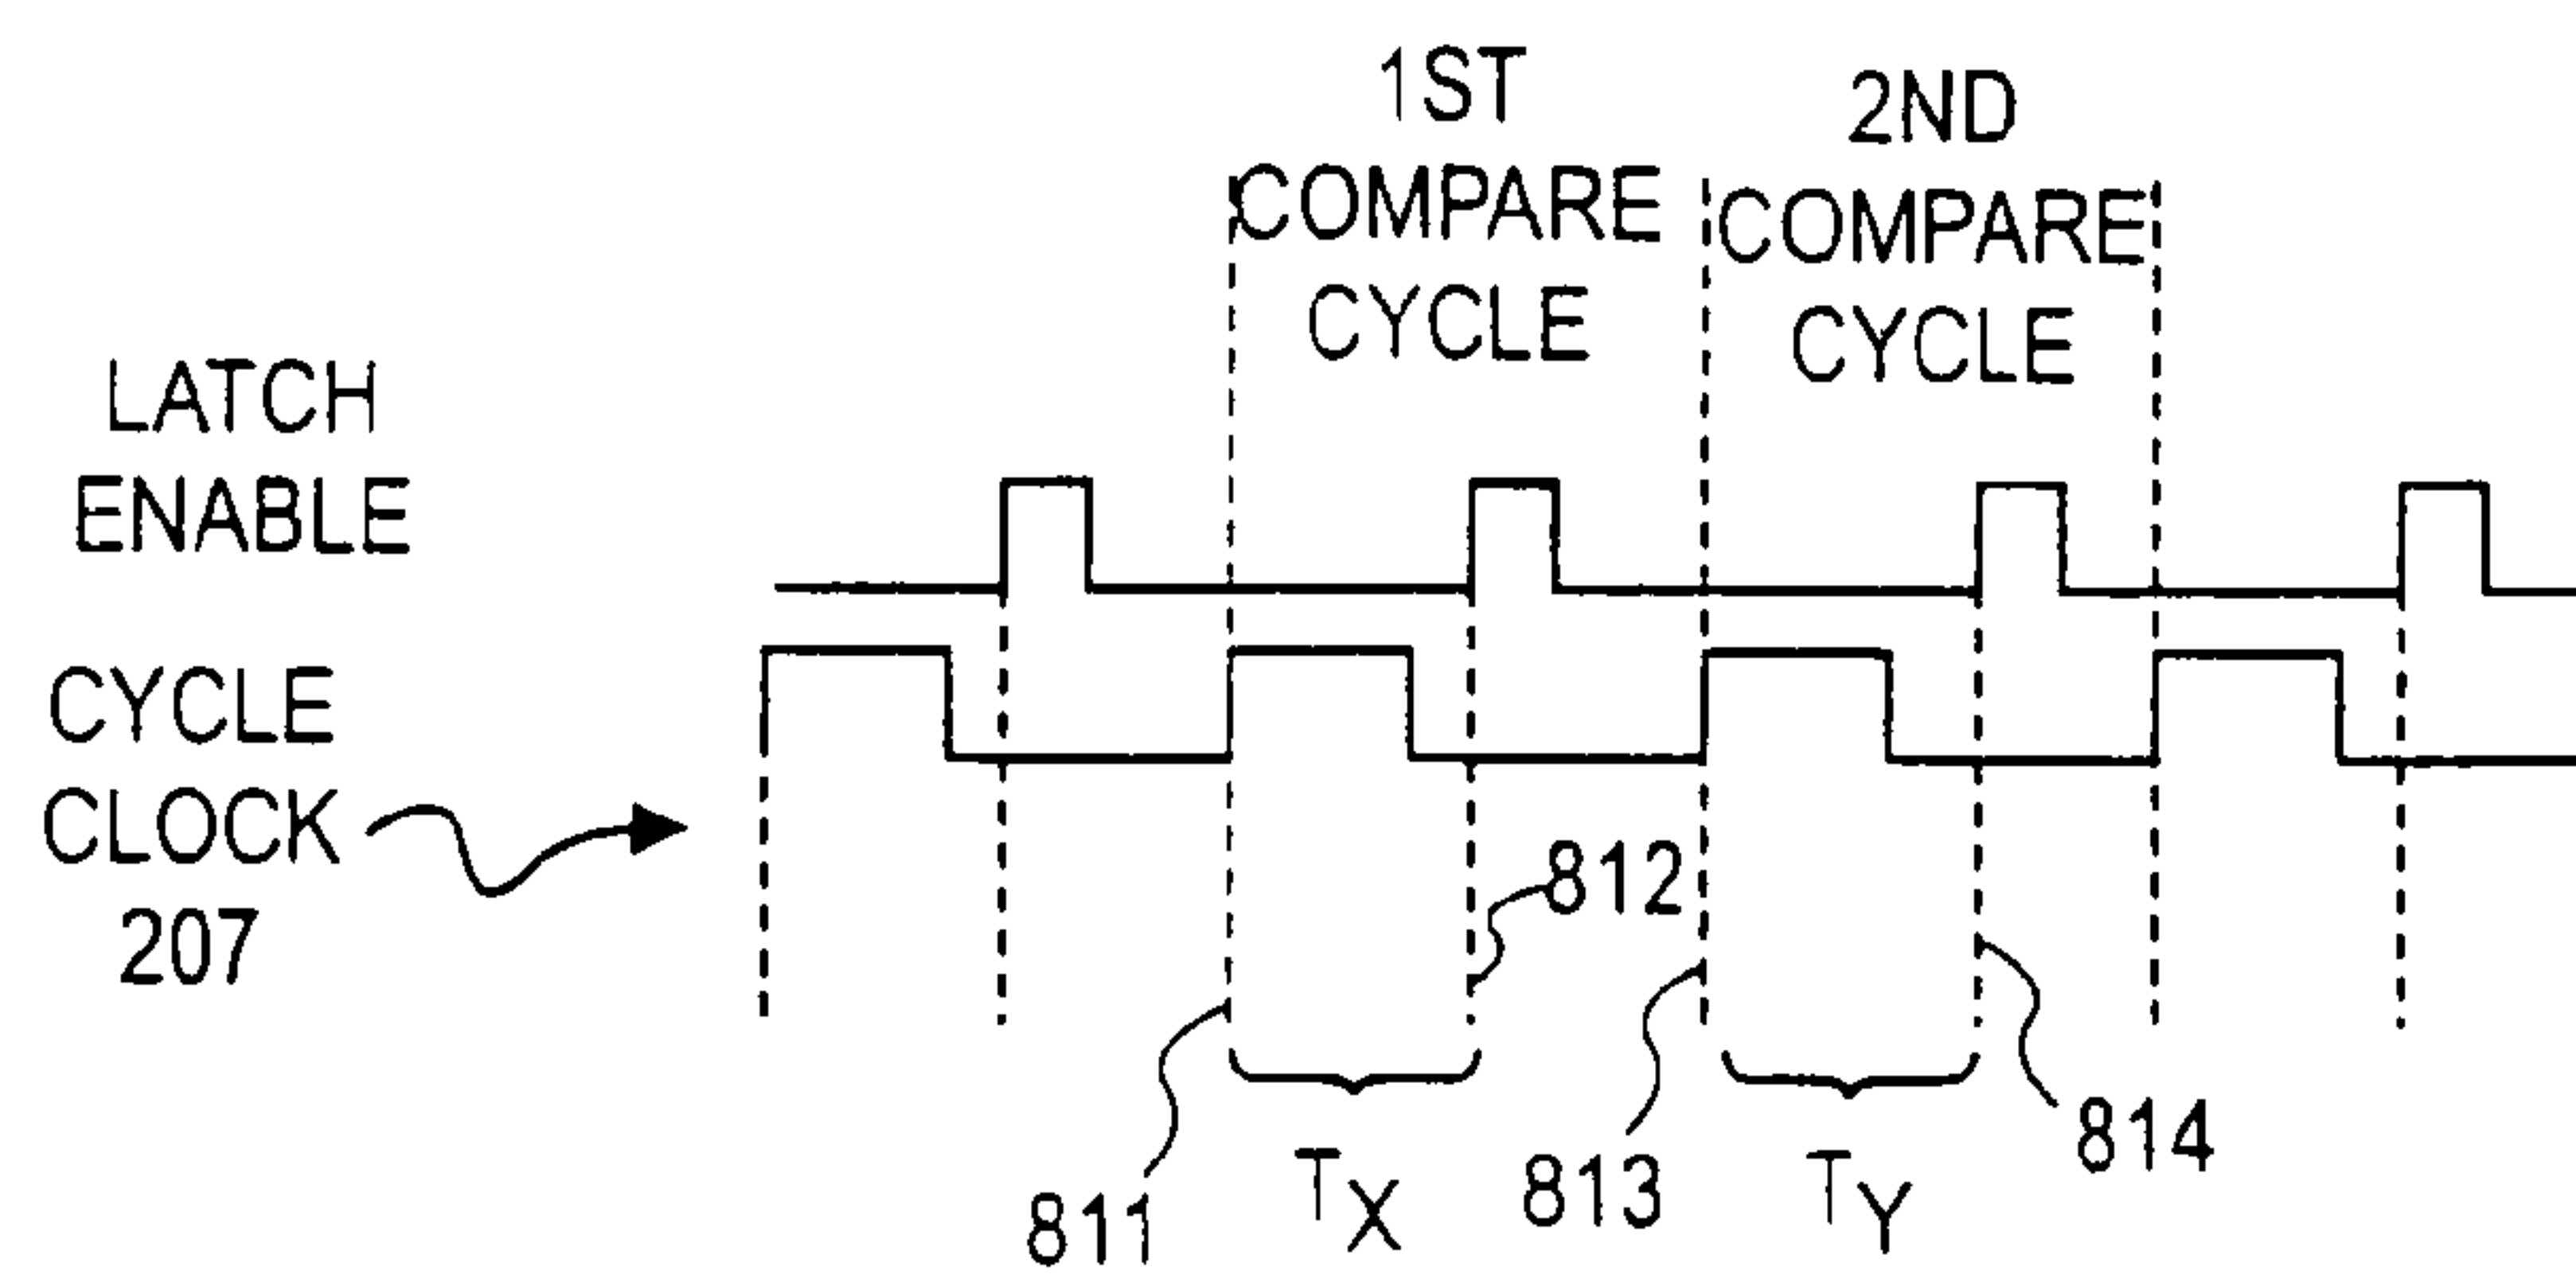 1ST
COMPARE
CYCLE
2ND
COMPARE
CYCLE
LATCH
ENABLE
CYCLE
CLOCK
207
812
811
TX
813
TY
814